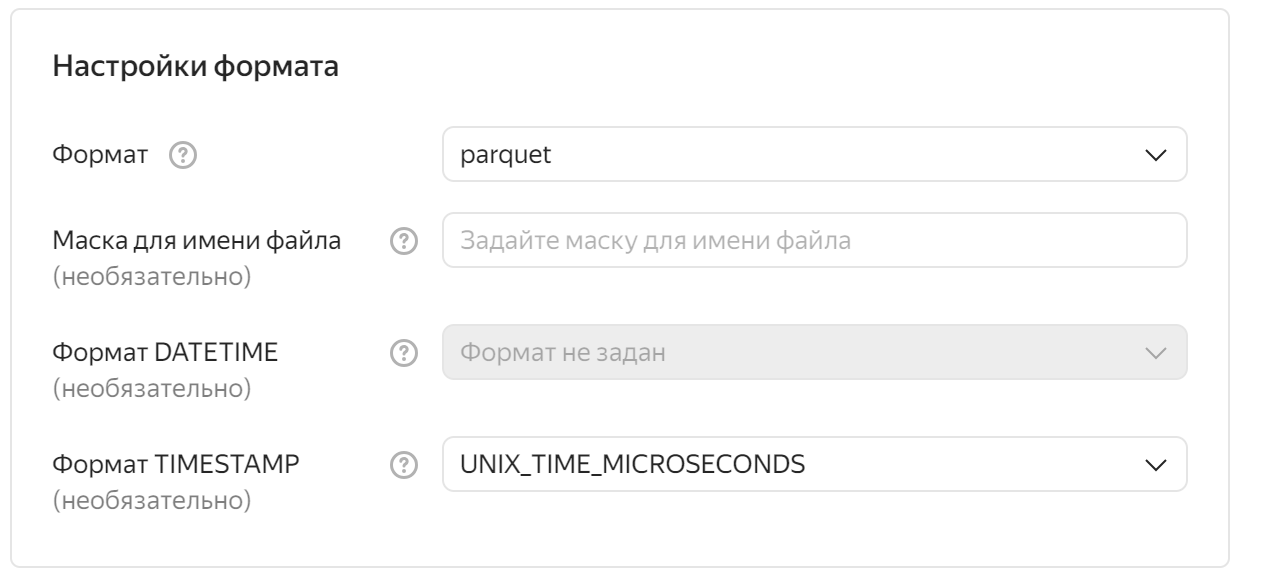 Настройки формата
Формат ? parquet
Маска для имени файла ? Задайте маску для имени файла
(необязательно)
Формат DATETIME ? Формат не задан
(необязательно)
Формат TIMESTAMP ? UNIX_TIME_MICROSECONDS
(необязательно)